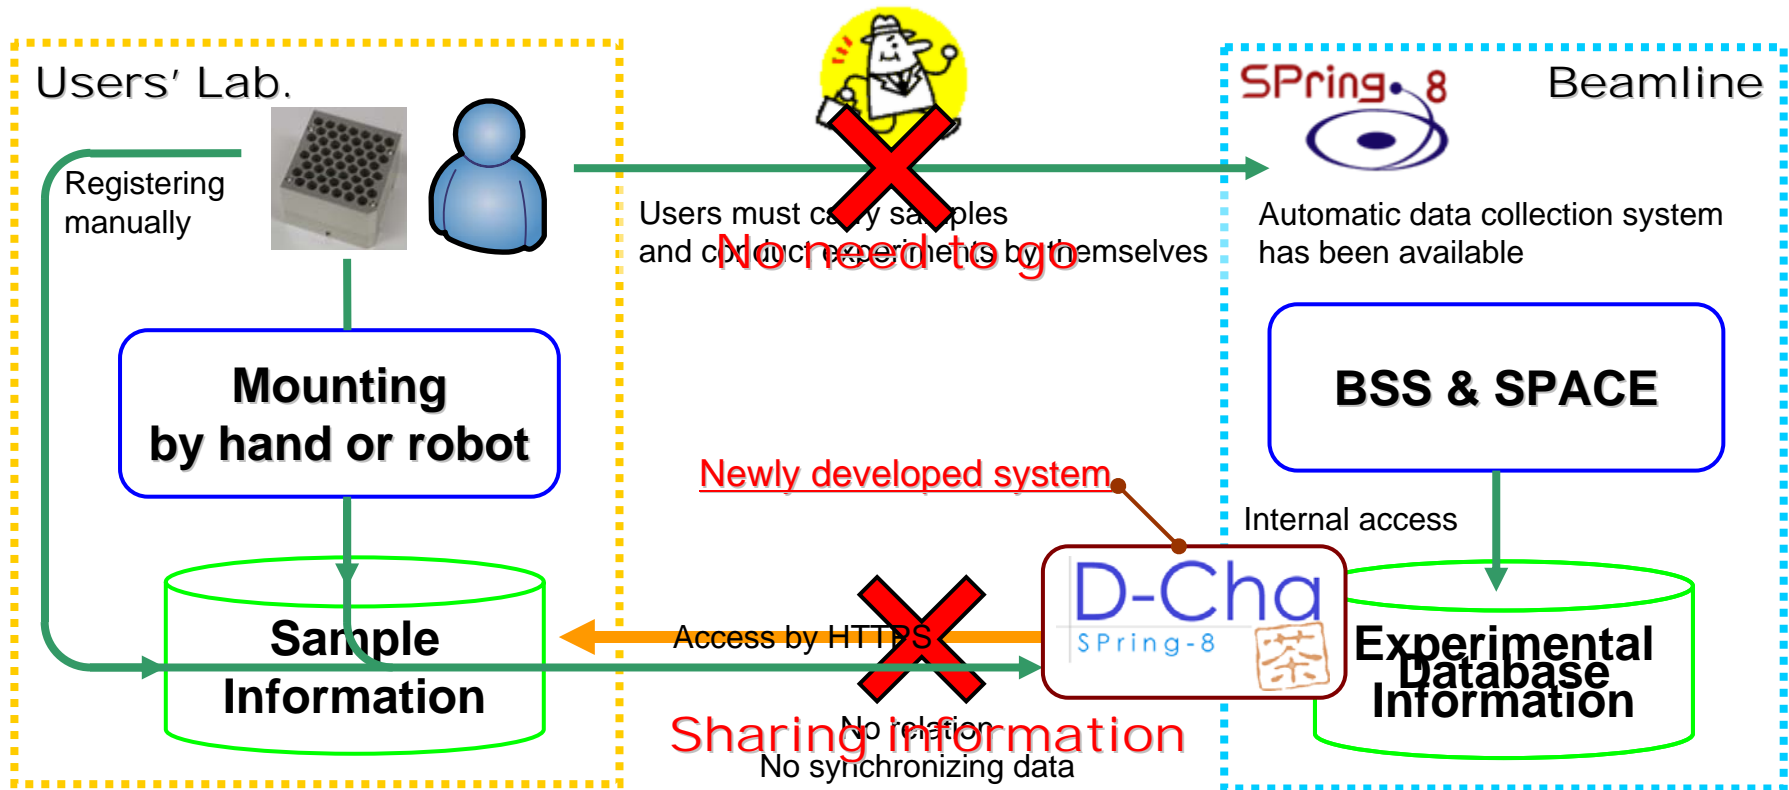 Users' Lab.
Registering
manually
Mounting
by hand or robot
Sample
Information
Users must carry samples
and conduct experiments by themselves
No need to go
Newly developed system
Access by HTTPS
No relation
No synchronizing data
Sharing information
D-Cha
SPring-8
茶
SPring-8
Beamline
Automatic data collection system
has been available
BSS & SPACE
Internal access
Experimental
Information
Database